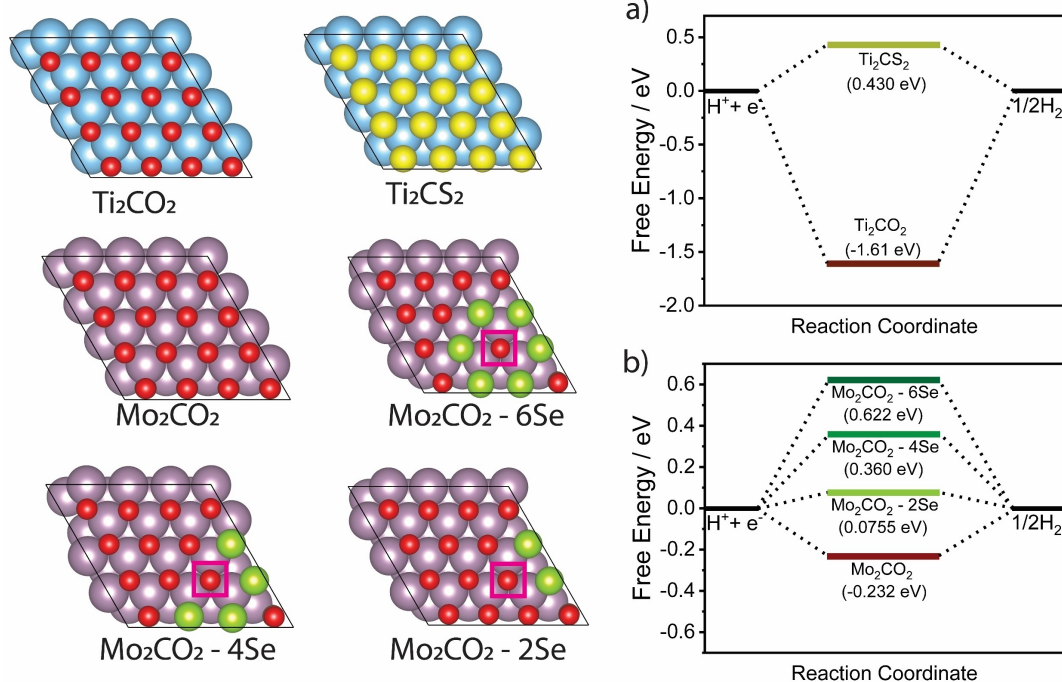 Ti₂CO₂
Ti₂CS₂
Mo₂CO₂
Mo₂CO₂ - 6Se
Mo₂CO₂ - 4Se
Mo₂CO₂ - 2Se
a)
Free Energy / eV
0.5
0.0
-0.5
-1.0
-1.5
-2.0
Ti₂CS₂
(0.430 eV)
H⁺+ e⁻
1/2H₂
Ti₂CO₂
(-1.61 eV)
Reaction Coordinate
b)
Free Energy / eV
0.6
0.4
0.2
0.0
-0.2
-0.4
-0.6
Mo₂CO₂ - 6Se
(0.622 eV)
Mo₂CO₂ - 4Se
(0.360 eV)
H⁺+ e⁻
Mo₂CO₂ - 2Se
(0.0755 eV)
1/2H₂
Mo₂CO₂
(-0.232 eV)
Reaction Coordinate